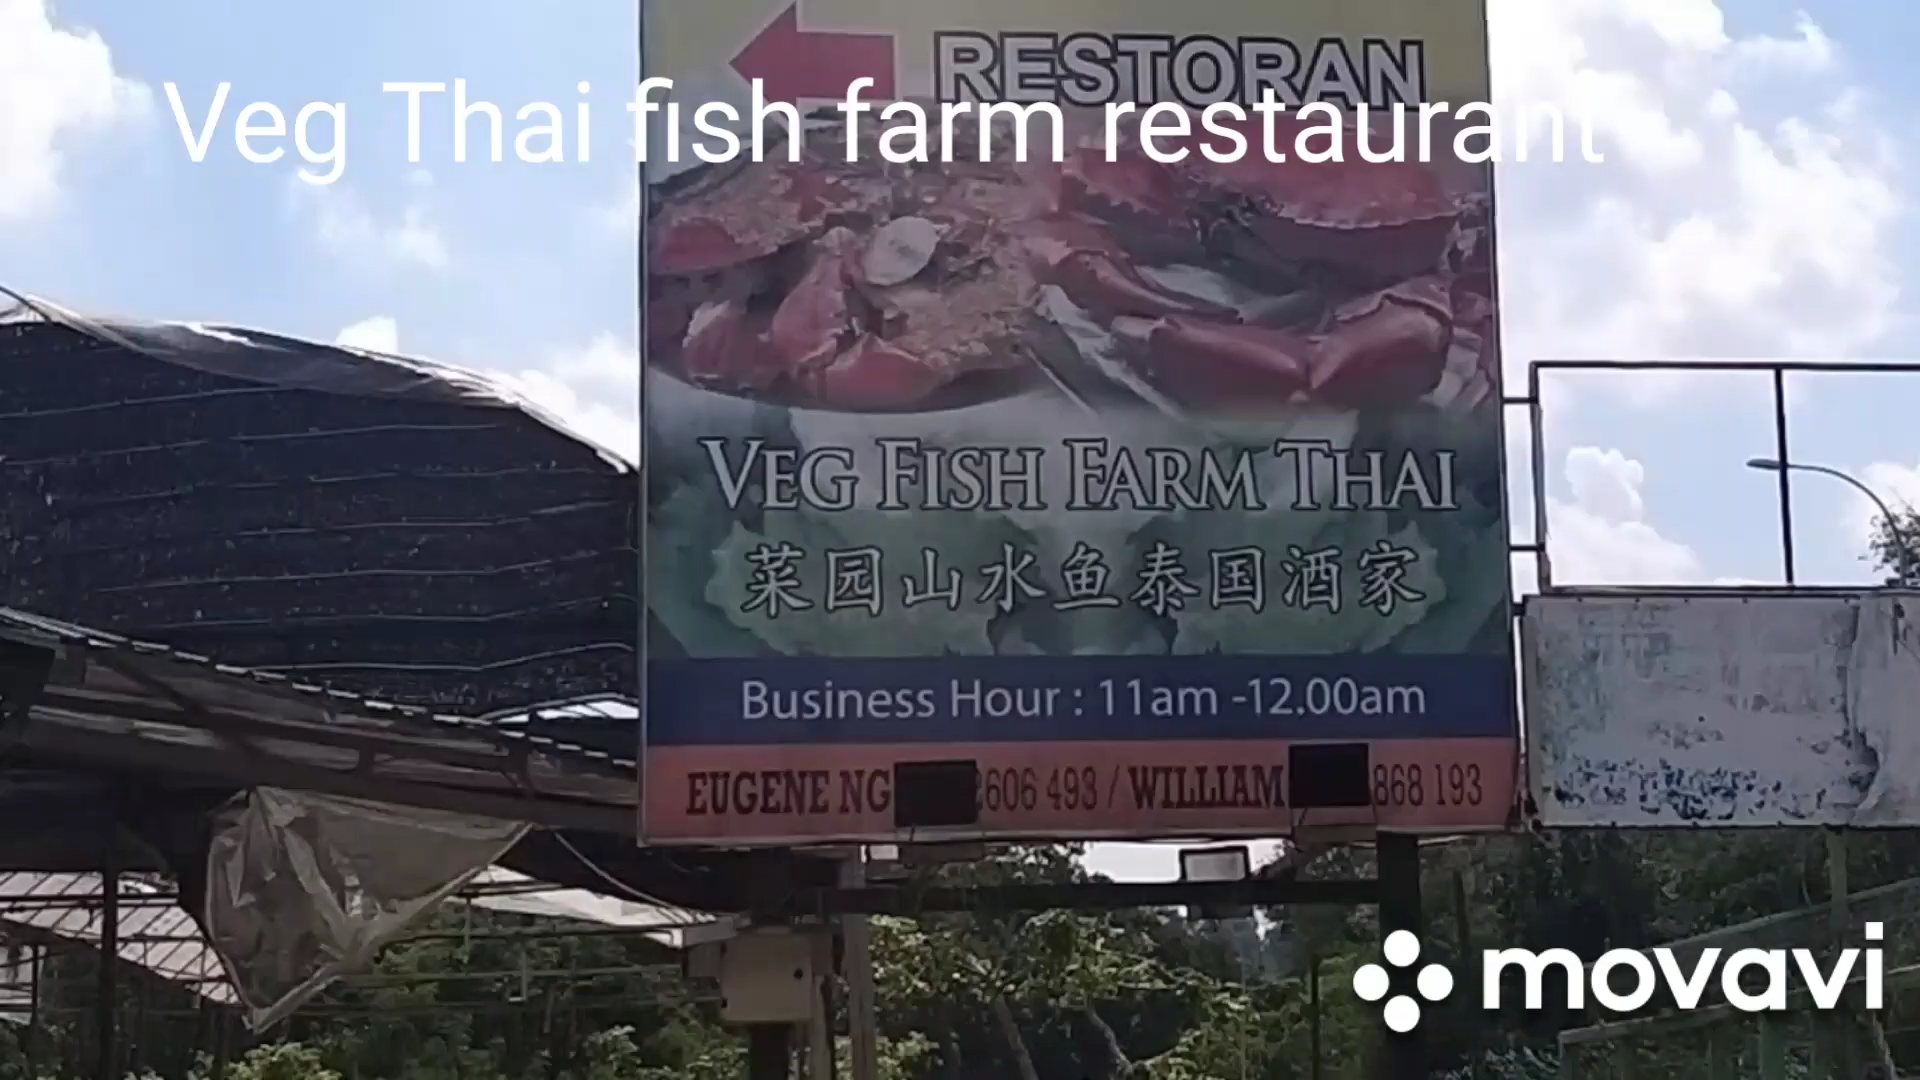 RESTORAN
Veg Thai fish farm restaurant
VEG FISH FARM THAI
菜园山水鱼泰国酒家
Business Hour : 11am -12.00am
EUGENE NG 2606 493 / WILLIAM 868 193
movavi